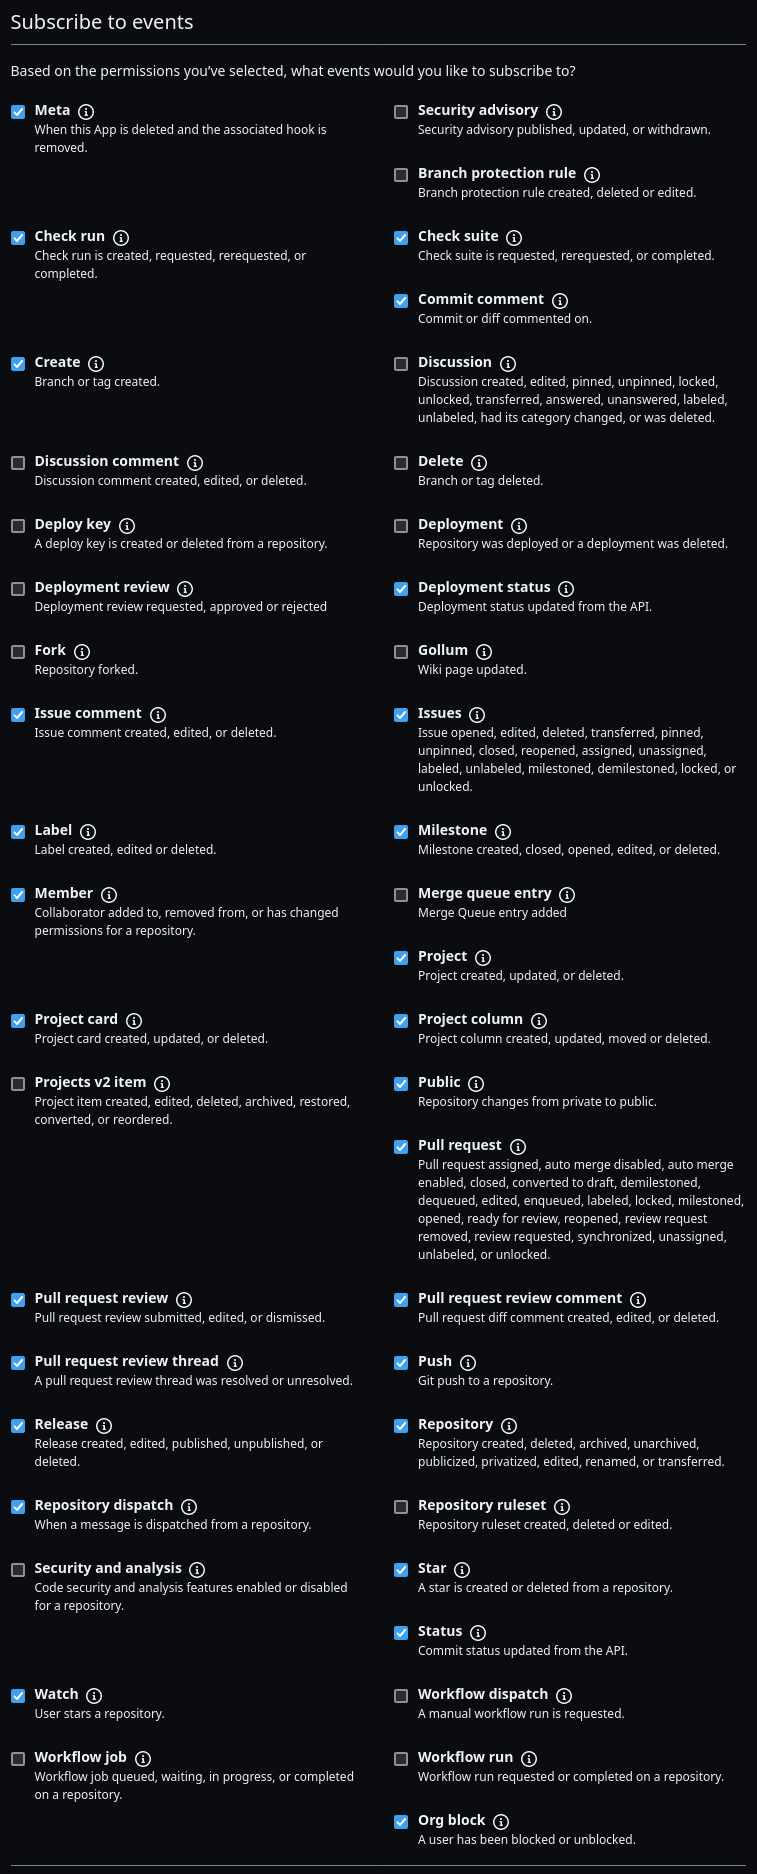 Subscribe to events
Based on the permissions you’ve selected, what events would you like to subscribe to?
Meta
When this App is deleted and the associated hook is
removed.
Security advisory
Security advisory published, updated, or withdrawn.
Branch protection rule
Branch protection rule created, deleted or edited.
Check run
Check run is created, requested, rerequested, or
completed.
Check suite
Check suite is requested, rerequested, or completed.
Commit comment
Commit or diff commented on.
Create
Branch or tag created.
Discussion
Discussion created, edited, pinned, unpinned, locked,
unlocked, transferred, answered, unanswered, labeled,
unlabeled, had its category changed, or was deleted.
Discussion comment
Discussion comment created, edited, or deleted.
Delete
Branch or tag deleted.
Deploy key
A deploy key is created or deleted from a repository.
Deployment
Repository was deployed or a deployment was deleted.
Deployment review
Deployment review requested, approved or rejected
Deployment status
Deployment status updated from the API.
Fork
Repository forked.
Gollum
Wiki page updated.
Issue comment
Issue comment created, edited, or deleted.
Issues
Issue opened, edited, deleted, transferred, pinned,
unpinned, closed, reopened, assigned, unassigned,
labeled, unlabeled, milestoned, demilestoned, locked, or
unlocked.
Label
Label created, edited or deleted.
Milestone
Milestone created, closed, opened, edited, or deleted.
Member
Collaborator added to, removed from, or has changed
permissions for a repository.
Merge queue entry
Merge Queue entry added
Project
Project created, updated, or deleted.
Project card
Project card created, updated, or deleted.
Project column
Project column created, updated, moved or deleted.
Projects v2 item
Project item created, edited, deleted, archived, restored,
converted, or reordered.
Public
Repository changes from private to public.
Pull request
Pull request assigned, auto merge disabled, auto merge
enabled, closed, converted to draft, demilestoned,
dequeued, edited, enqueued, labeled, locked, milestoned,
opened, ready for review, reopened, review request
removed, review requested, synchronized, unassigned,
unlabeled, or unlocked.
Pull request review
Pull request review submitted, edited, or dismissed.
Pull request review comment
Pull request diff comment created, edited, or deleted.
Pull request review thread
A pull request review thread was resolved or unresolved.
Push
Git push to a repository.
Release
Release created, edited, published, unpublished, or
deleted.
Repository
Repository created, deleted, archived, unarchived,
publicized, privatized, edited, renamed, or transferred.
Repository dispatch
When a message is dispatched from a repository.
Repository ruleset
Repository ruleset created, deleted or edited.
Security and analysis
Code security and analysis features enabled or disabled
for a repository.
Star
A star is created or deleted from a repository.
Status
Commit status updated from the API.
Watch
User stars a repository.
Workflow dispatch
A manual workflow run is requested.
Workflow job
Workflow job queued, waiting, in progress, or completed
on a repository.
Workflow run
Workflow run requested or completed on a repository.
Org block
A user has been blocked or unblocked.